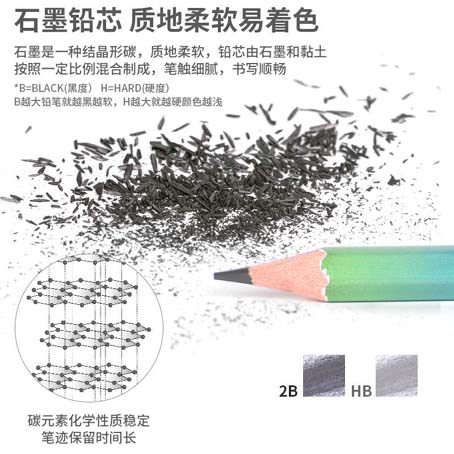 石墨铅芯 质地柔软易着色
石墨是一种结晶形碳，质地柔软，铅芯由石墨和黏土
按照一定比例混合制成，笔触细腻，书写顺畅
*B=BLACK(黑度)  H=HARD(硬度)
B越大铅笔就越黑越软，H越大就越硬颜色越浅
2B HB
碳元素化学性质稳定
笔迹保留时间长